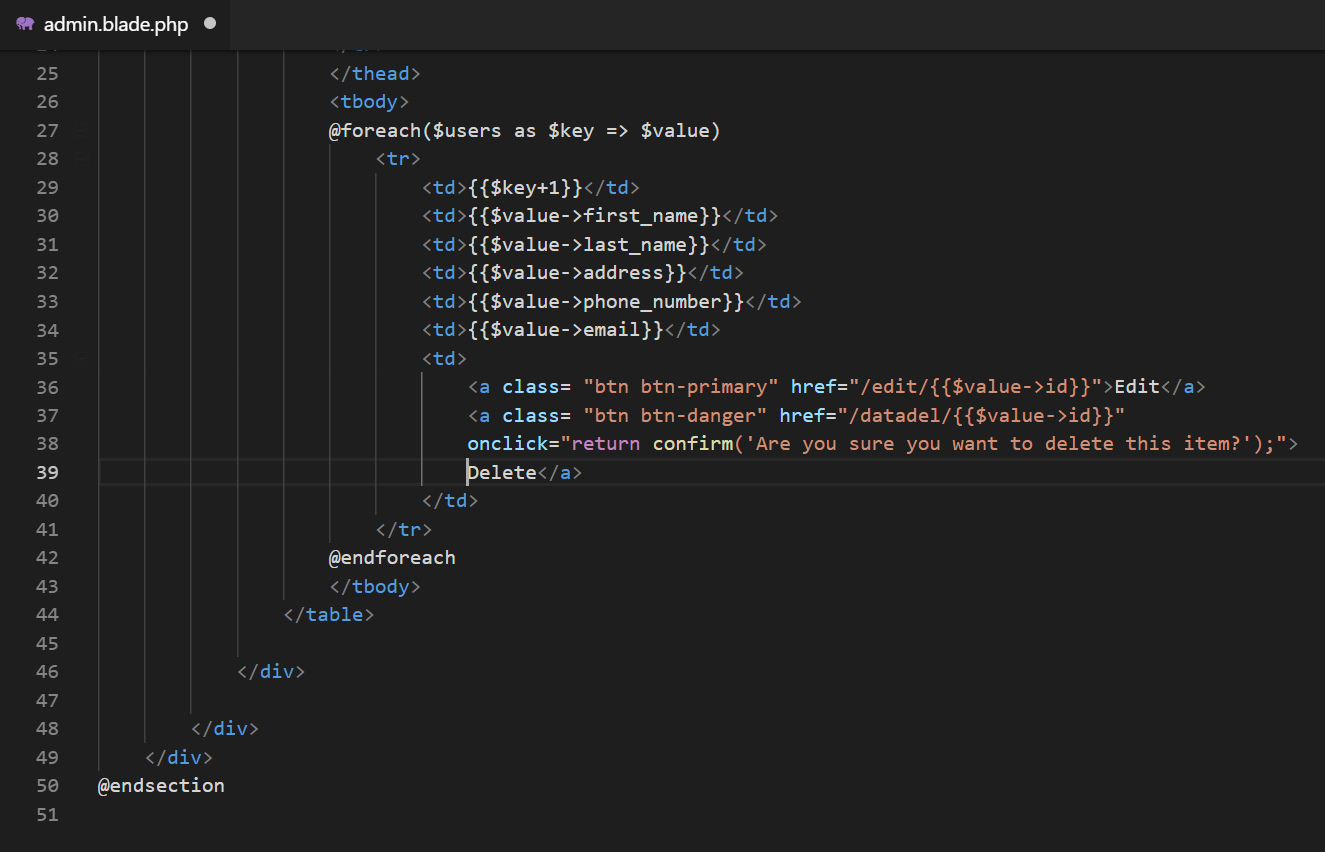 admin.blade.php
25 </thead>
26 <tbody>
27 @foreach($users as $key => $value)
28 <tr>
29 <td>{{$key+1}}</td>
30 <td>{{$value->first_name}}</td>
31 <td>{{$value->last_name}}</td>
32 <td>{{$value->address}}</td>
33 <td>{{$value->phone_number}}</td>
34 <td>{{$value->email}}</td>
35 <td>
36 <a class= "btn btn-primary" href="/edit/{{$value->id}}">Edit</a>
37 <a class= "btn btn-danger" href="/datadel/{{$value->id}}"
38 onclick="return confirm('Are you sure you want to delete this item?');">
39 Delete</a>
40 </td>
41 </tr>
42 @endforeach
43 </tbody>
44 </table>
45
46 </div>
47
48 </div>
49 </div>
50 @endsection
51